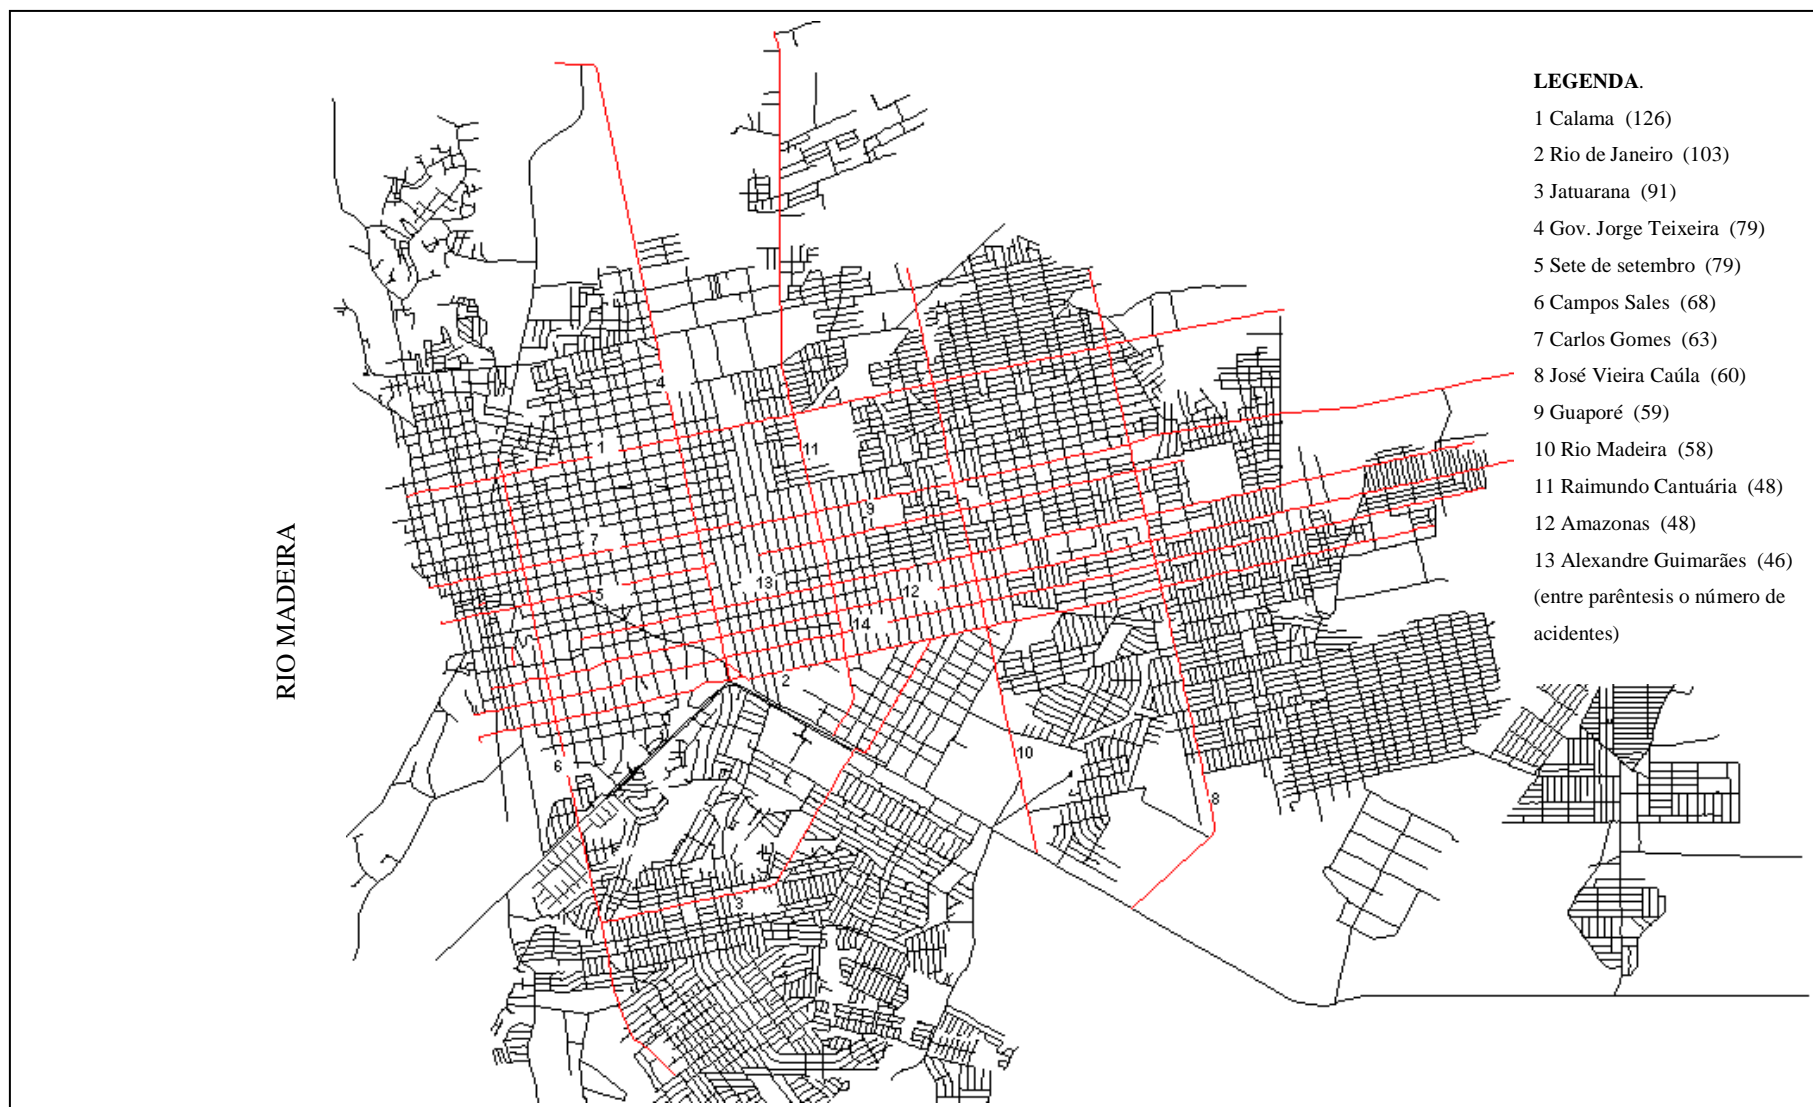 LEGENDA.
1 Calama (126)
2 Rio de Janeiro (103)
3 Jatuarana (91)
4 Gov. Jorge Teixeira (79)
5 Sete de setembro (79)
6 Campos Sales (68)
7 Carlos Gomes (63)
8 José Vieira Caúla (60)
9 Guaporé (59)
10 Rio Madeira (58)
11 Raimundo Cantuária (48)
12 Amazonas (48)
13 Alexandre Guimarães (46)
(entre parêntesis o número de
acidentes)
RIO MADEIRA
4
1
11
9
7
13
5
12
14
2
10
6
8
3